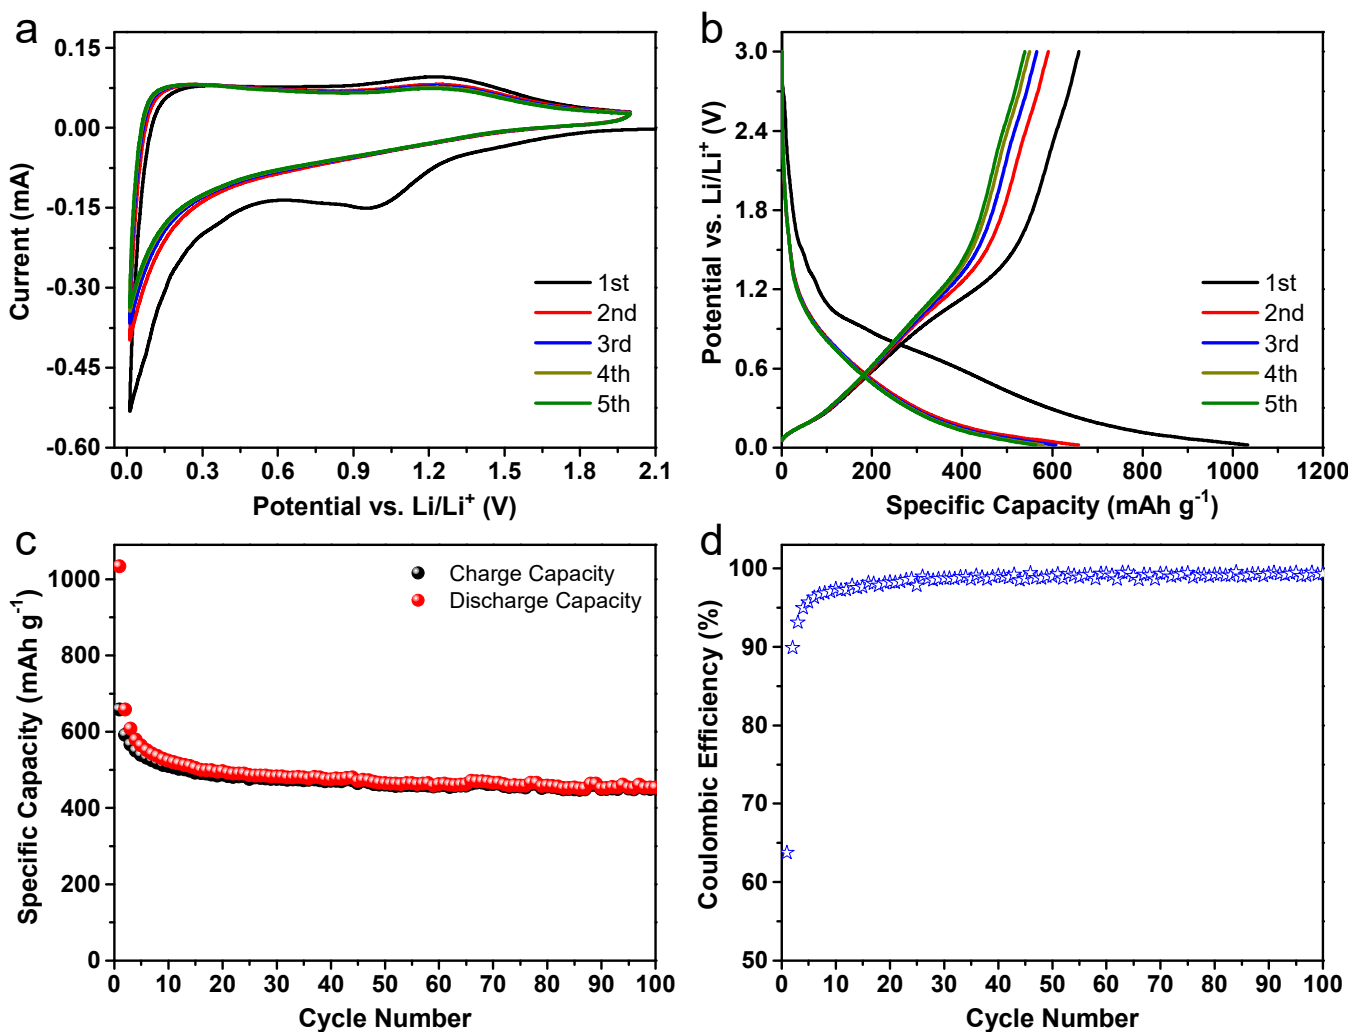 a
0.15
0.00
-0.15
-0.30
-0.45
-0.60
Current (mA)
1st
2nd
3rd
4th
5th
0.0 0.3 0.6 0.9 1.2 1.5 1.8 2.1
Potential vs. Li/Li⁺ (V)
b
3.0
2.4
1.8
1.2
0.6
0.0
Potential vs. Li/Li⁺ (V)
1st
2nd
3rd
4th
5th
0 200 400 600 800 1000 1200
Specific Capacity (mAh g⁻¹)
c
1000
800
600
400
200
0
Specific Capacity (mAh g⁻¹)
Charge Capacity
Discharge Capacity
0 10 20 30 40 50 60 70 80 90 100
Cycle Number
d
100
90
80
70
60
50
Coulombic Efficiency (%)
0 20 40 60 80 100
Cycle Number